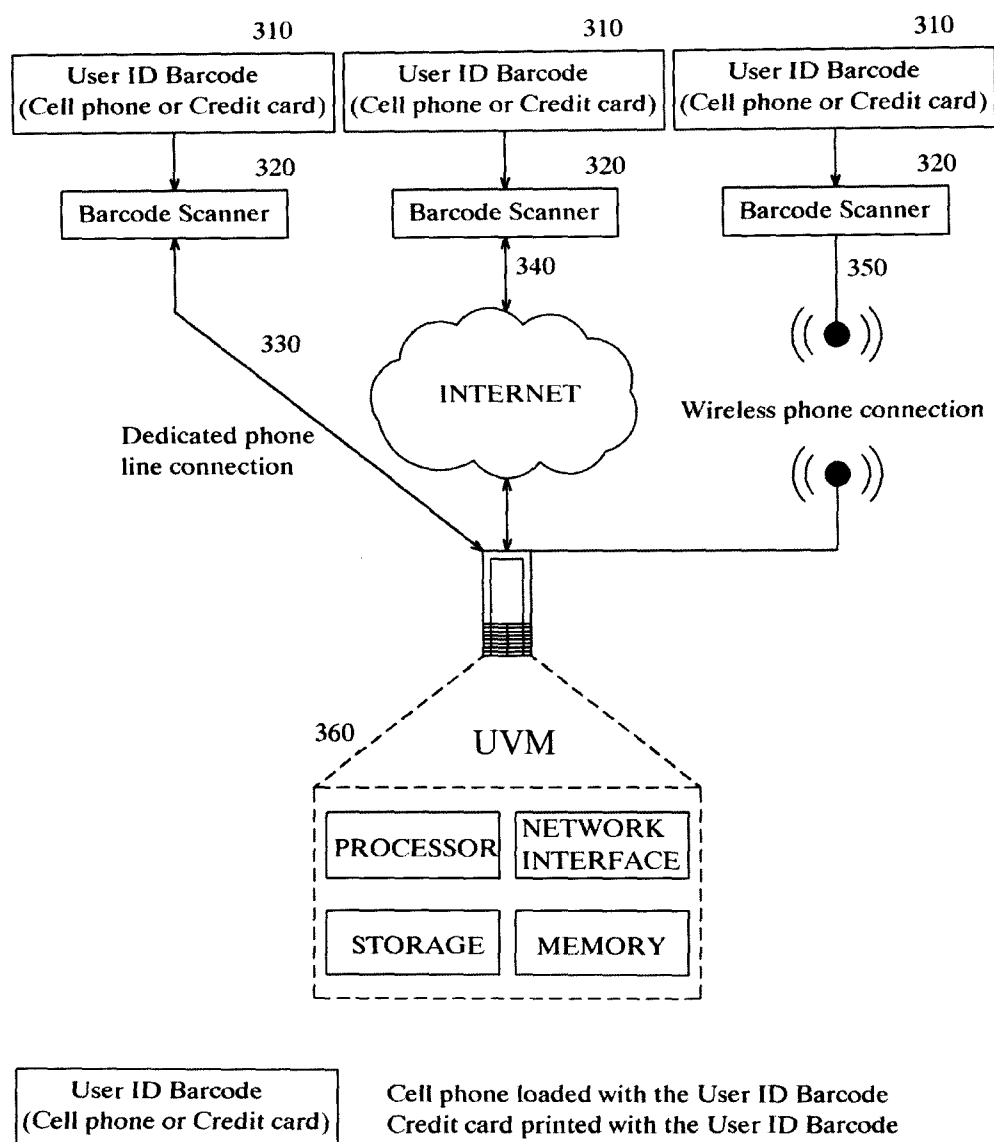 310
310
310
User ID Barcode
(Cell phone or Credit card)
User ID Barcode
(Cell phone or Credit card)
User ID Barcode
(Cell phone or Credit card)
320
320
320
Barcode Scanner
Barcode Scanner
Barcode Scanner
340
350
330
INTERNET
Wireless phone connection
Dedicated phone
line connection
360
UVM
PROCESSOR
NETWORK
INTERFACE
STORAGE
MEMORY
User ID Barcode
(Cell phone or Credit card)
Cell phone loaded with the User ID Barcode
Credit card printed with the User ID Barcode